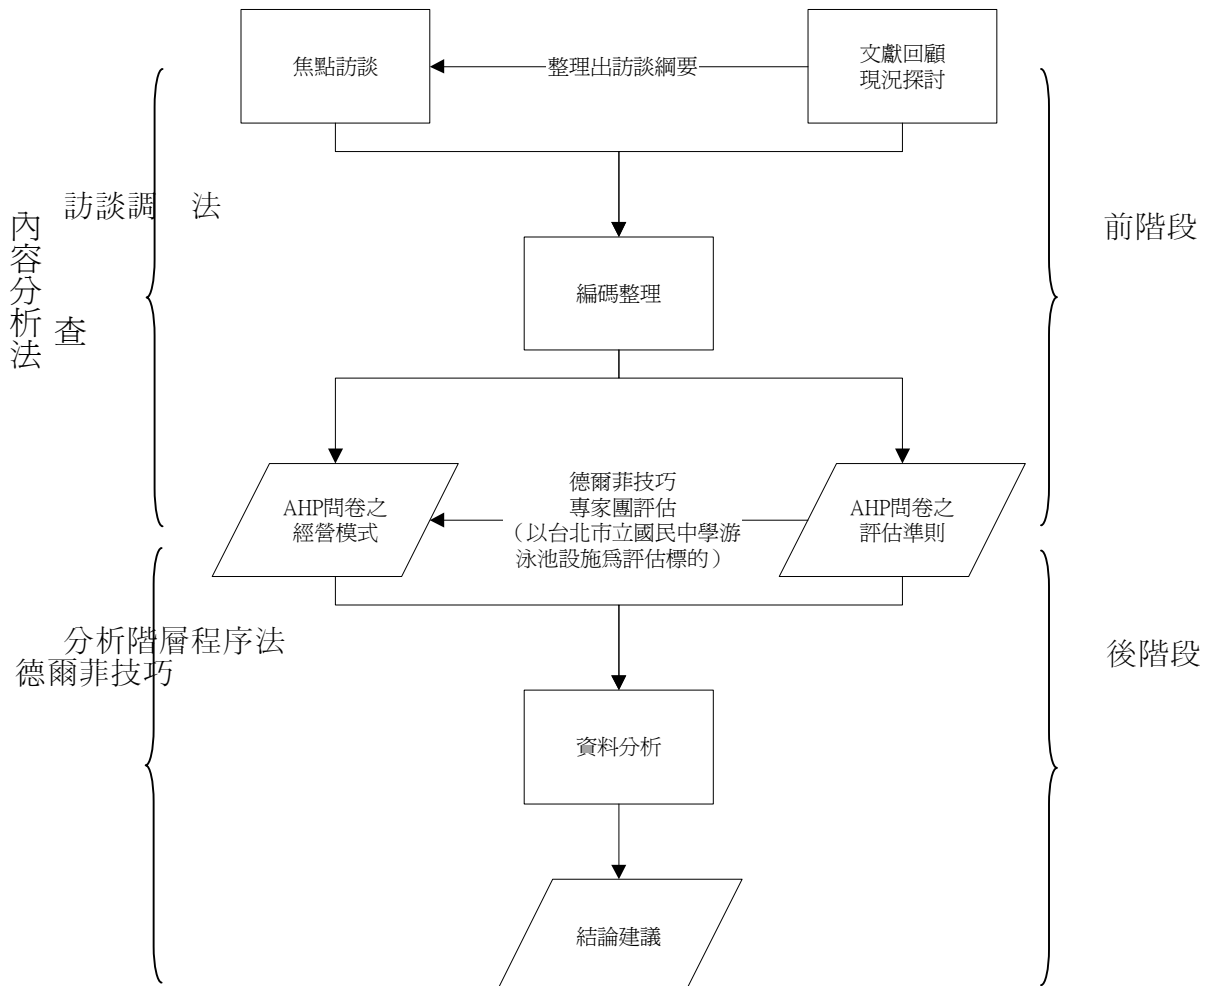 焦點訪談
整理出訪談綱要
文獻回顧
現況探討
訪談調 法
查
內容分析法
前階段
編碼整理
AHP問卷之
經營模式
德爾菲技巧
專家團評估
(以台北市立國民中學游
泳池設施為評估標的)
AHP問卷之
評估準則
分析階層程序法
德爾菲技巧
後階段
資料分析
結論建議